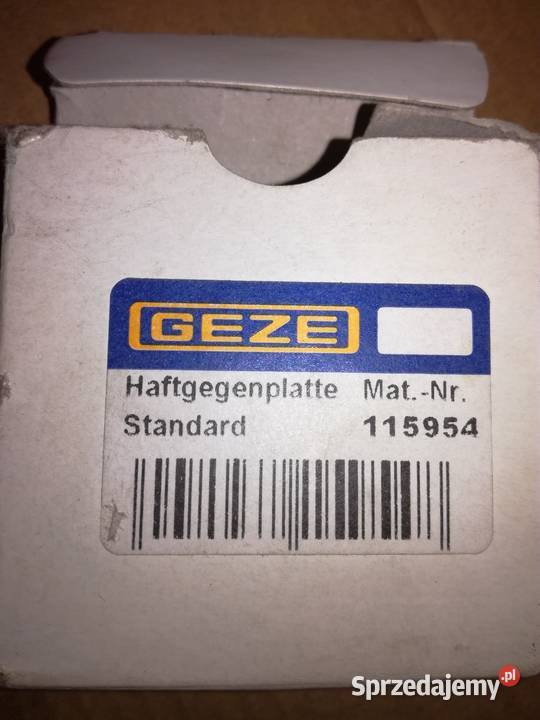 GEZE
Haftgegenplatte Mat.-Nr.
Standard 115954
Sprzedajemy.pl